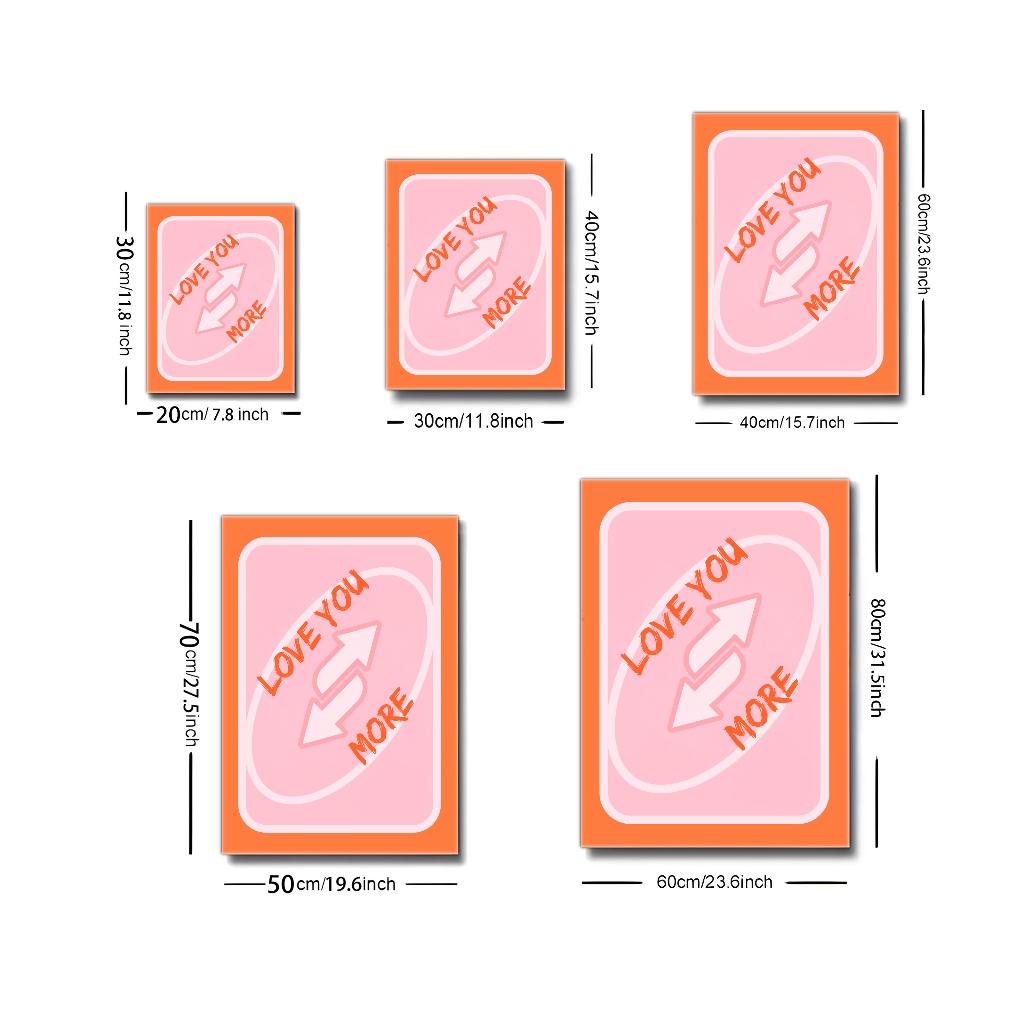 LOVE YOU
MORE
30cm/11.8 inch
20cm/ 7.8 inch
LOVE YOU
MORE
40cm/15.7inch
30cm/11.8inch
LOVE YOU
MORE
60cm/23.6inch
40cm/15.7inch
LOVE YOU
MORE
70cm/27.5inch
50cm/19.6inch
LOVE YOU
MORE
80cm/31.5inch
60cm/23.6inch